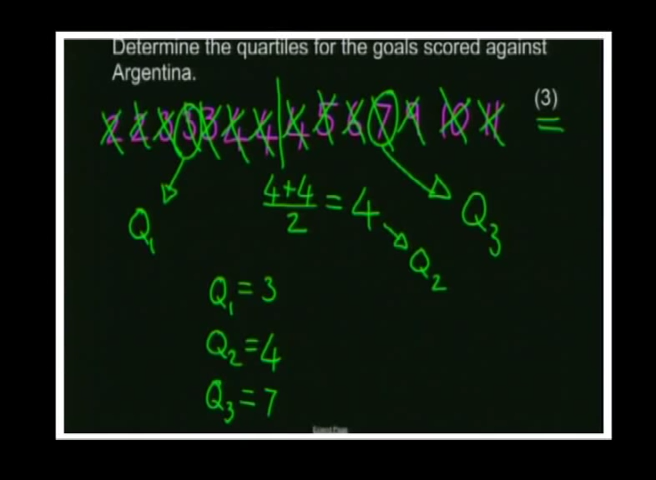 Determine the quartiles for the goals scored against
Argentina.
(3)
2 2 3 3 3 4 4 4 5 6 7 9 10 11
4+4/2 = 4
Q1
Q3
Q2
Q1 = 3
Q2 = 4
Q3 = 7